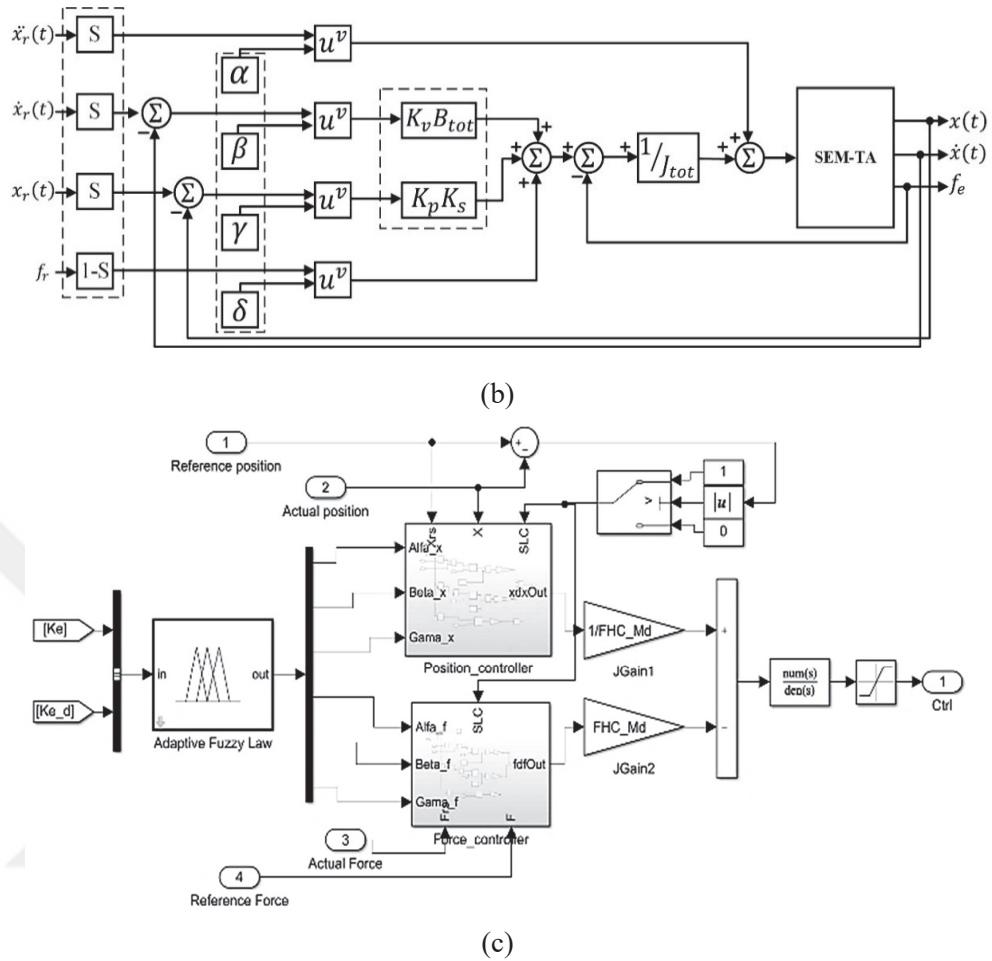 ẍᵣ(t) S uᵛ
α
ẋᵣ(t) S Σ uᵛ KᵥBₜₒₜ
−
β
xᵣ(t) S Σ uᵛ KₚKₛ
−
γ
fᵣ 1-S uᵛ
δ
+ + + Σ + − Σ + 1/Jₜₒₜ + + Σ
SEM-TA
x(t)
ẋ(t)
fₑ
(b)
1
Reference position
+ −
2
Actual position
1
>
|u|
0
Xrs X SLC
Alfa_x
Beta_x xdxOut
Gama_x
Position_controller
1/FHC_Md
JGain1
+
[Ke]
[Ke_d]
in out
Adaptive Fuzzy Law
SLC
Alfa_f
Beta_f fdfOut
Gama_f
F
Force_controller
FHC_Md
JGain2
−
num(s)
den(s)
1
Ctrl
3
Actual Force
4
Reference Force
(c)